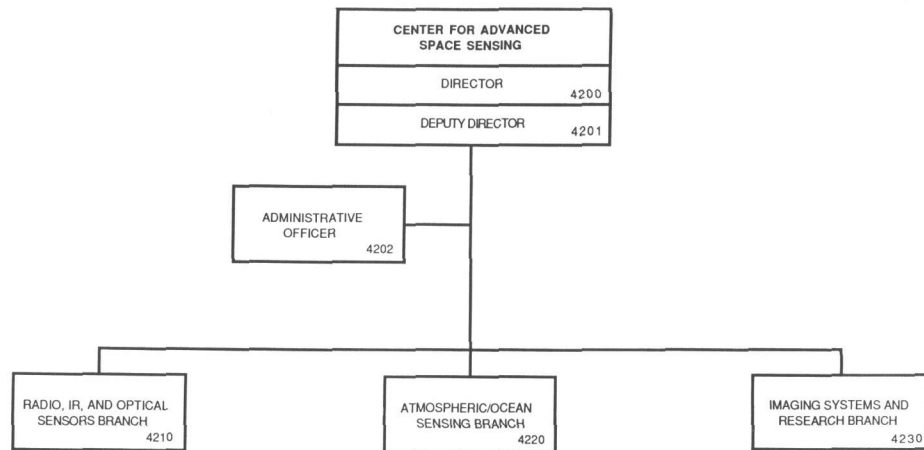 CENTER FOR ADVANCED
SPACE SENSING
DIRECTOR
4200
DEPUTY DIRECTOR
4201
ADMINISTRATIVE
OFFICER
4202
RADIO, IR, AND OPTICAL
SENSORS BRANCH
4210
ATMOSPHERIC/OCEAN
SENSING BRANCH
4220
IMAGING SYSTEMS AND
RESEARCH BRANCH
4230